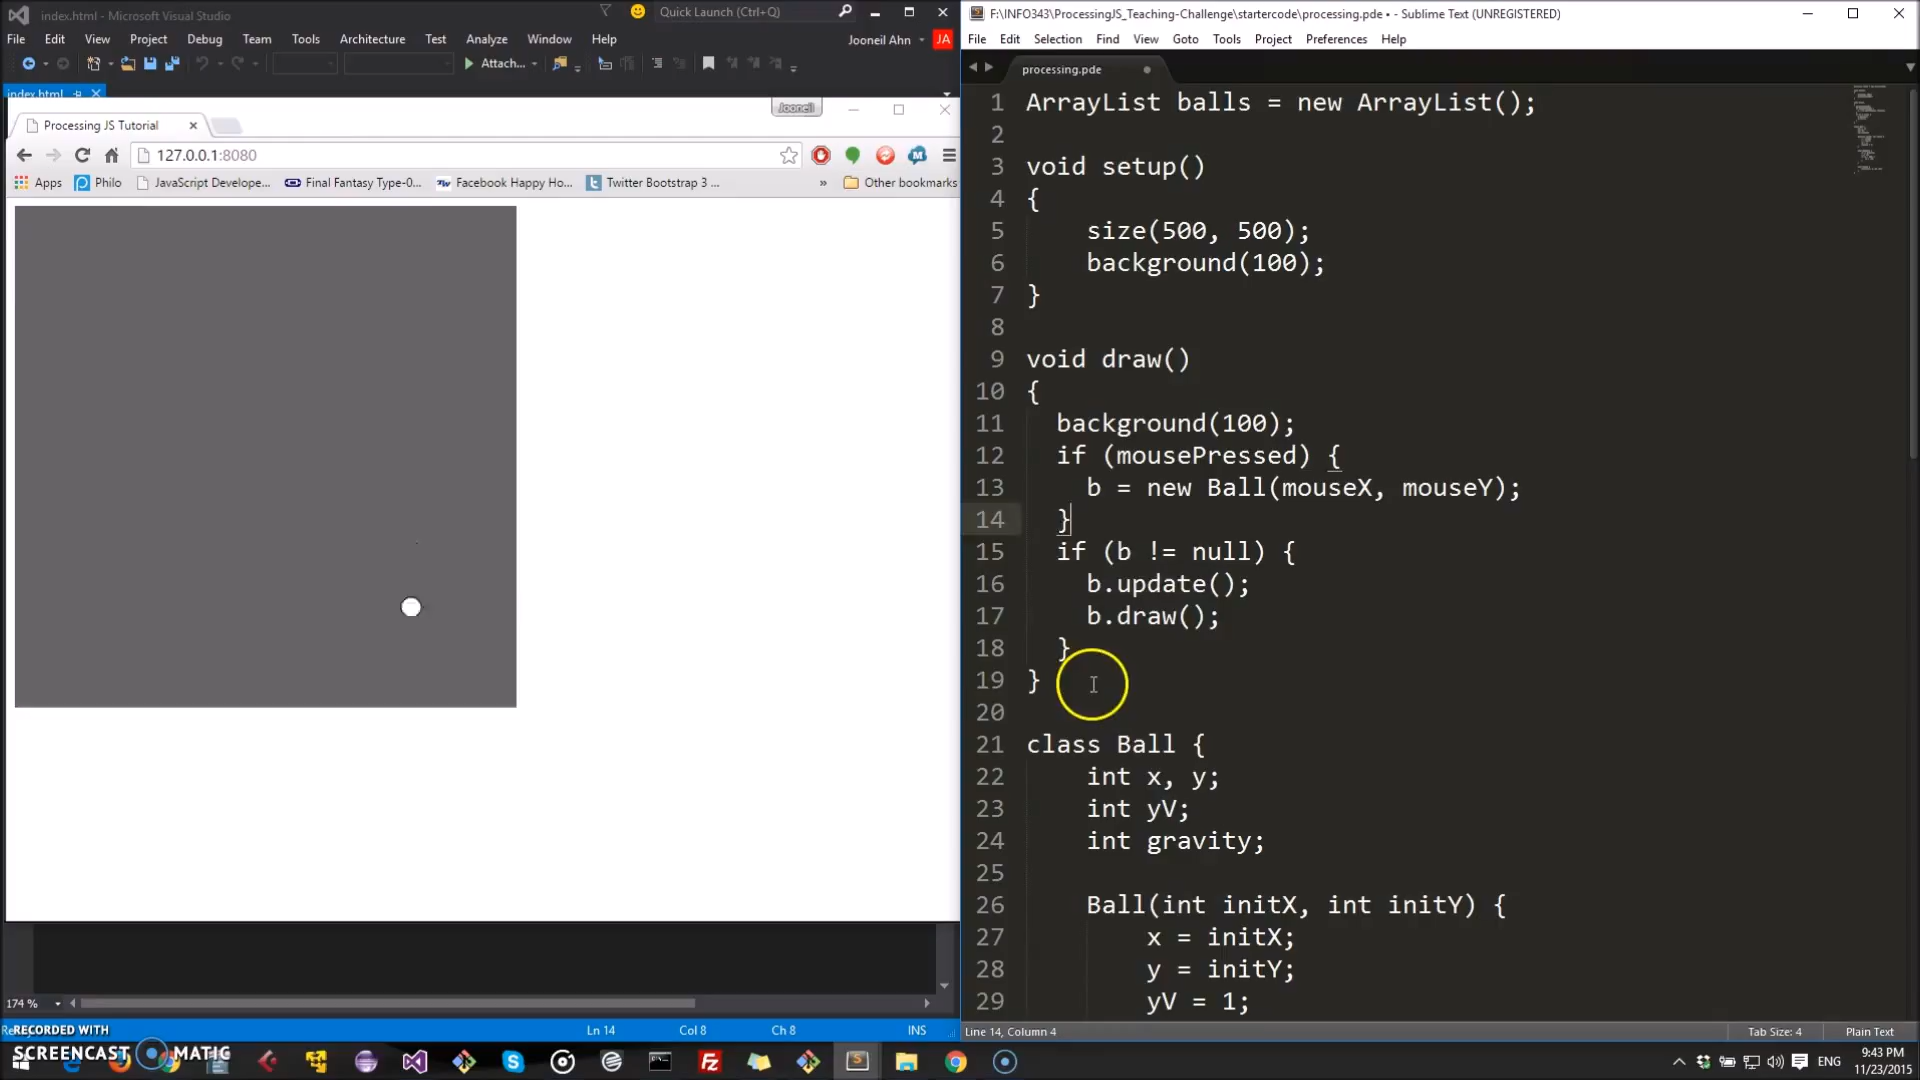 index.html - Microsoft Visual Studio
Quick Launch (Ctrl+Q)
File Edit View Project Debug Team Tools Architecture Test Analyze Window Help
Jooneil Ahn JA
Attach...
index.html
Jooneil
Processing JS Tutorial
127.0.0.1:8080
Apps Philo JavaScript Develope... Final Fantasy Type-0... Facebook Happy Ho... Twitter Bootstrap 3 ... » Other bookmarks
174 %
Ln 14 Col 8 Ch 8 INS
RECORDED WITH
SCREENCAST MATIC
F:\INFO343\ProcessingJS_Teaching-Challenge\startercode\processing.pde • - Sublime Text (UNREGISTERED)
File Edit Selection Find View Goto Tools Project Preferences Help
processing.pde
1 ArrayList balls = new ArrayList();
2
3 void setup()
4 {
5 size(500, 500);
6 background(100);
7 }
8
9 void draw()
10 {
11 background(100);
12 if (mousePressed) {
13 b = new Ball(mouseX, mouseY);
14 }
15 if (b != null) {
16 b.update();
17 b.draw();
18 }
19 }
20
21 class Ball {
22 int x, y;
23 int yV;
24 int gravity;
25
26 Ball(int initX, int initY) {
27 x = initX;
28 y = initY;
29 yV = 1;
Line 14, Column 4 Tab Size: 4 Plain Text
ENG
9:43 PM
11/23/2015